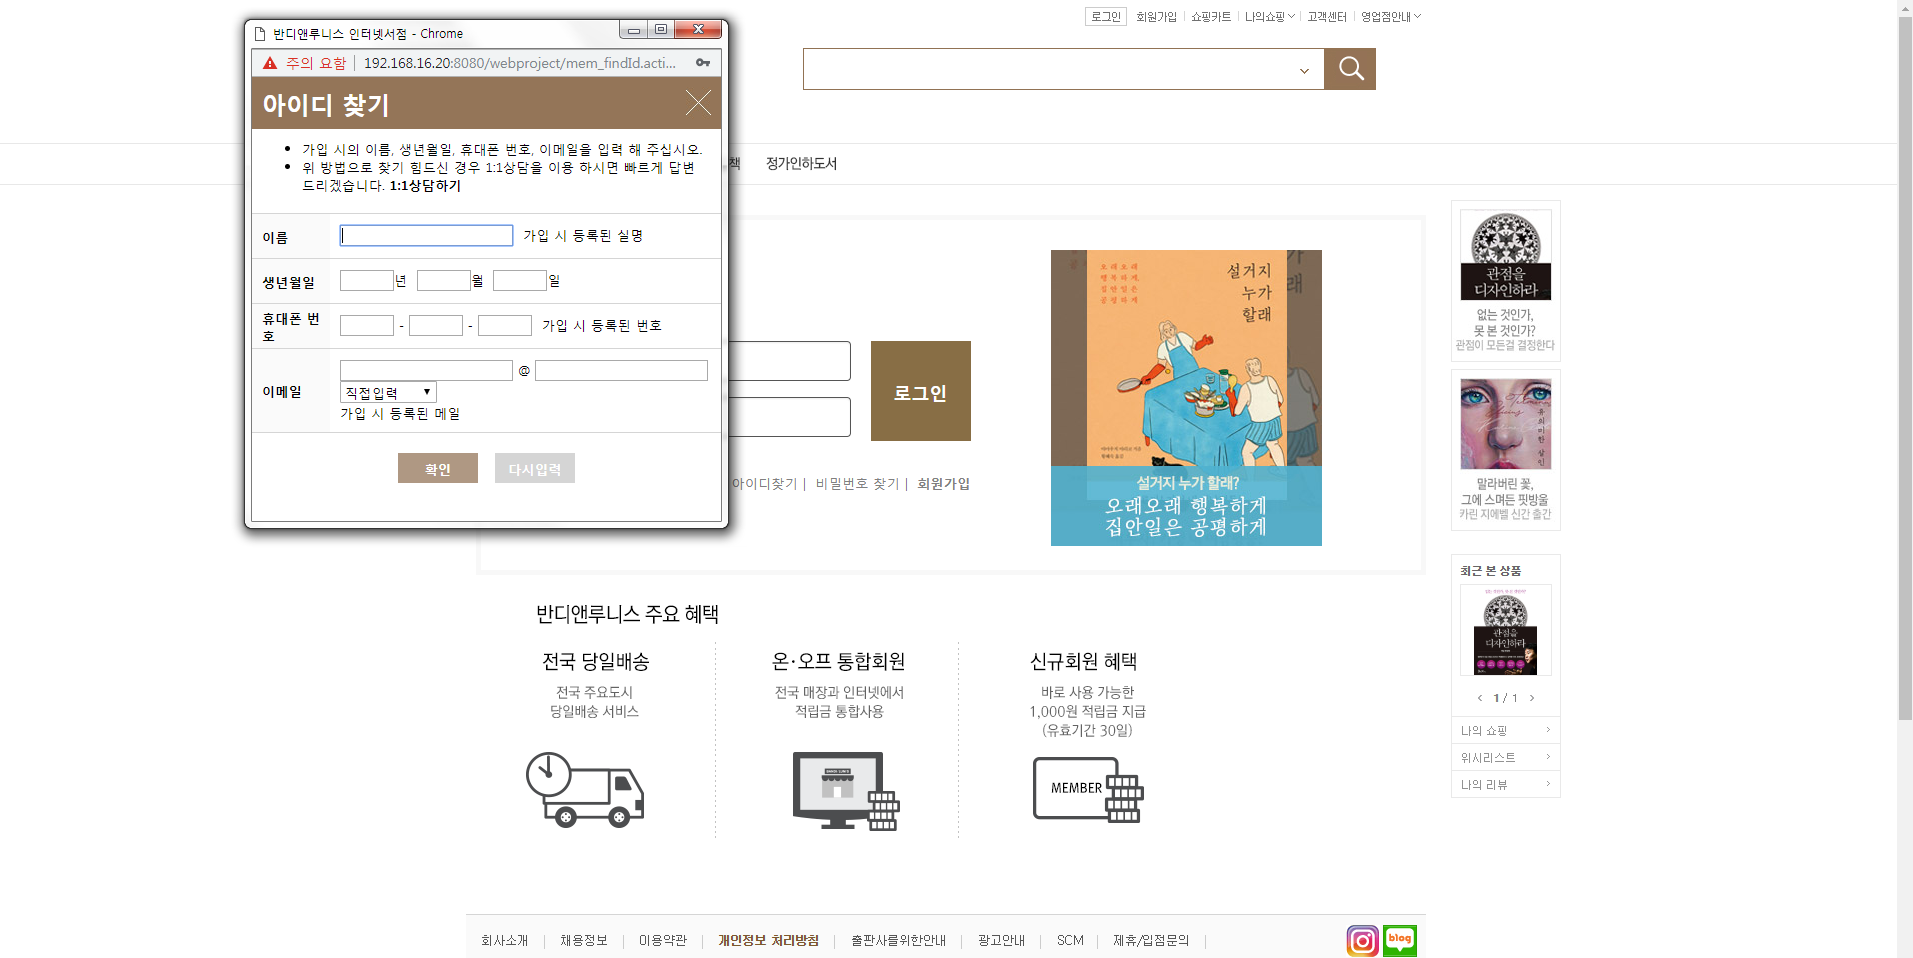 반디앤루니스 인터넷서점 - Chrome
주의 요함 | 192.168.16.20:8080/webproject/mem_findId.acti...
아이디 찾기
가입 시의 이름, 생년월일, 휴대폰 번호, 이메일을 입력 해 주십시오.
위 방법으로 찾기 힘드신 경우 1:1상담을 이용 하시면 빠르게 답변
드리겠습니다. 1:1상담하기
이름 가입 시 등록된 실명
생년월일 년 월 일
휴대폰 번
호
- - 가입 시 등록된 번호
이메일 @
직접입력
가입 시 등록된 메일
확인 다시입력
로그인 회원가입 쇼핑카트 나의쇼핑 고객센터 영업점안내
책 정가인하도서
로그인
아이디찾기 | 비밀번호 찾기 | 회원가입
오래오래
행복하게,
집안일은
공평하게
설거지
누가
할래
설거지 누가 할래?
오래오래 행복하게
집안일은 공평하게
관점을
디자인하라
없는 것인가,
못 본 것인가?
관점이 모든걸 결정한다
유의미한 살인
말라버린 꽃,
그에 스며든 핏방울
카린 지에벨 신간 출간
최근 본 상품
관점을
디자인하라
1 / 1
나의 쇼핑
위시리스트
나의 리뷰
반디앤루니스 주요 혜택
전국 당일배송
전국 주요도시
당일배송 서비스
온·오프 통합회원
전국 매장과 인터넷에서
적립금 통합사용
신규회원 혜택
바로 사용 가능한
1,000원 적립금 지급
(유효기간 30일)
MEMBER
회사소개 채용정보 이용약관 개인정보 처리방침 출판사를위한안내 광고안내 SCM 제휴/입점문의
blog